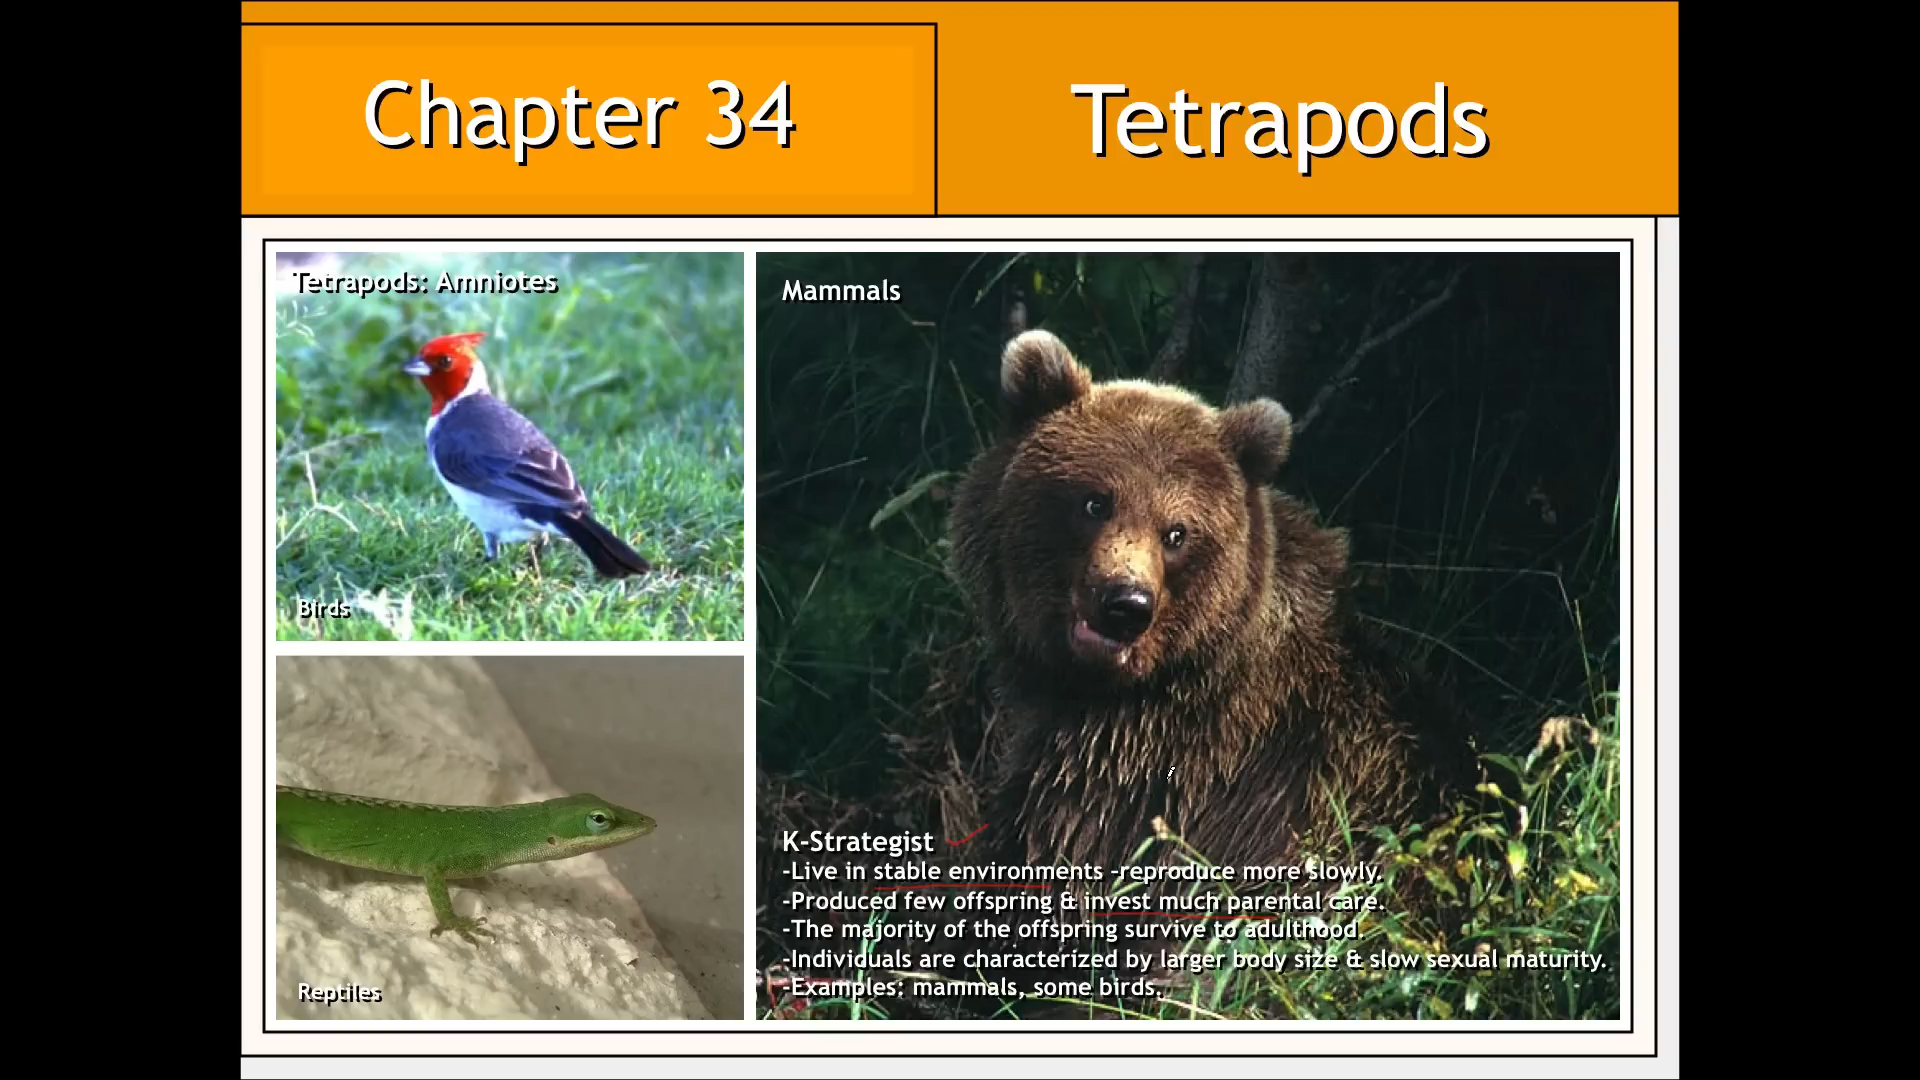 Chapter 34
Tetrapods
Tetrapods: Amniotes
Birds
Reptiles
Mammals
K-Strategist
-Live in stable environments -reproduce more slowly.
-Produced few offspring & invest much parental care.
-The majority of the offspring survive to adulthood.
-Individuals are characterized by larger body size & slow sexual maturity.
-Examples: mammals, some birds.